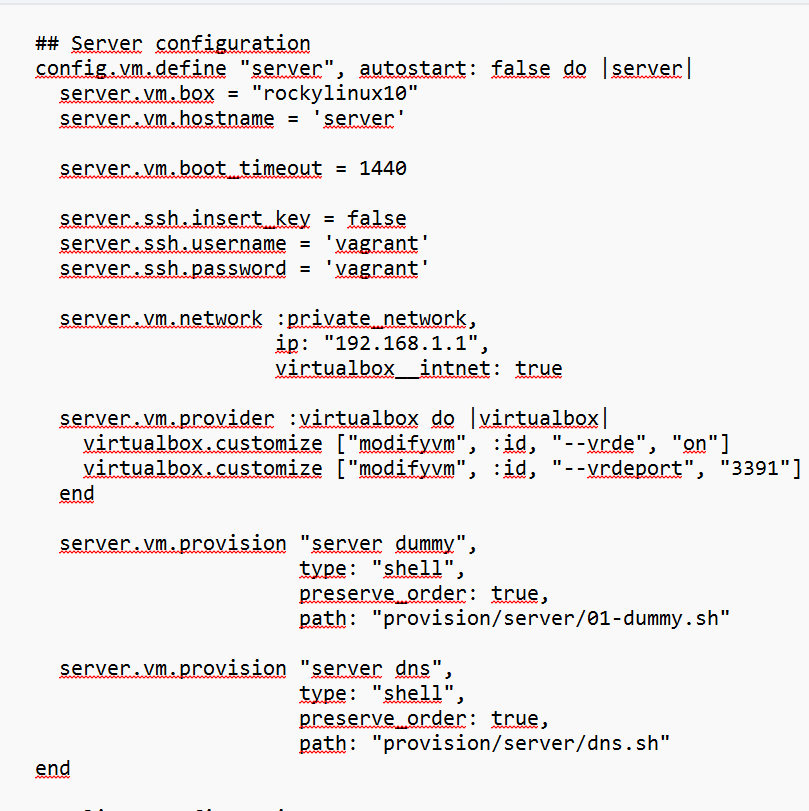 ## Server configuration
config.vm.define "server", autostart: false do |server|
  server.vm.box = "rockylinux10"
  server.vm.hostname = 'server'

  server.vm.boot_timeout = 1440

  server.ssh.insert_key = false
  server.ssh.username = 'vagrant'
  server.ssh.password = 'vagrant'

  server.vm.network :private_network,
                    ip: "192.168.1.1",
                    virtualbox__intnet: true

  server.vm.provider :virtualbox do |virtualbox|
    virtualbox.customize ["modifyvm", :id, "--vrde", "on"]
    virtualbox.customize ["modifyvm", :id, "--vrdeport", "3391"]
  end

  server.vm.provision "server dummy",
                      type: "shell",
                      preserve_order: true,
                      path: "provision/server/01-dummy.sh"

  server.vm.provision "server dns",
                      type: "shell",
                      preserve_order: true,
                      path: "provision/server/dns.sh"
end